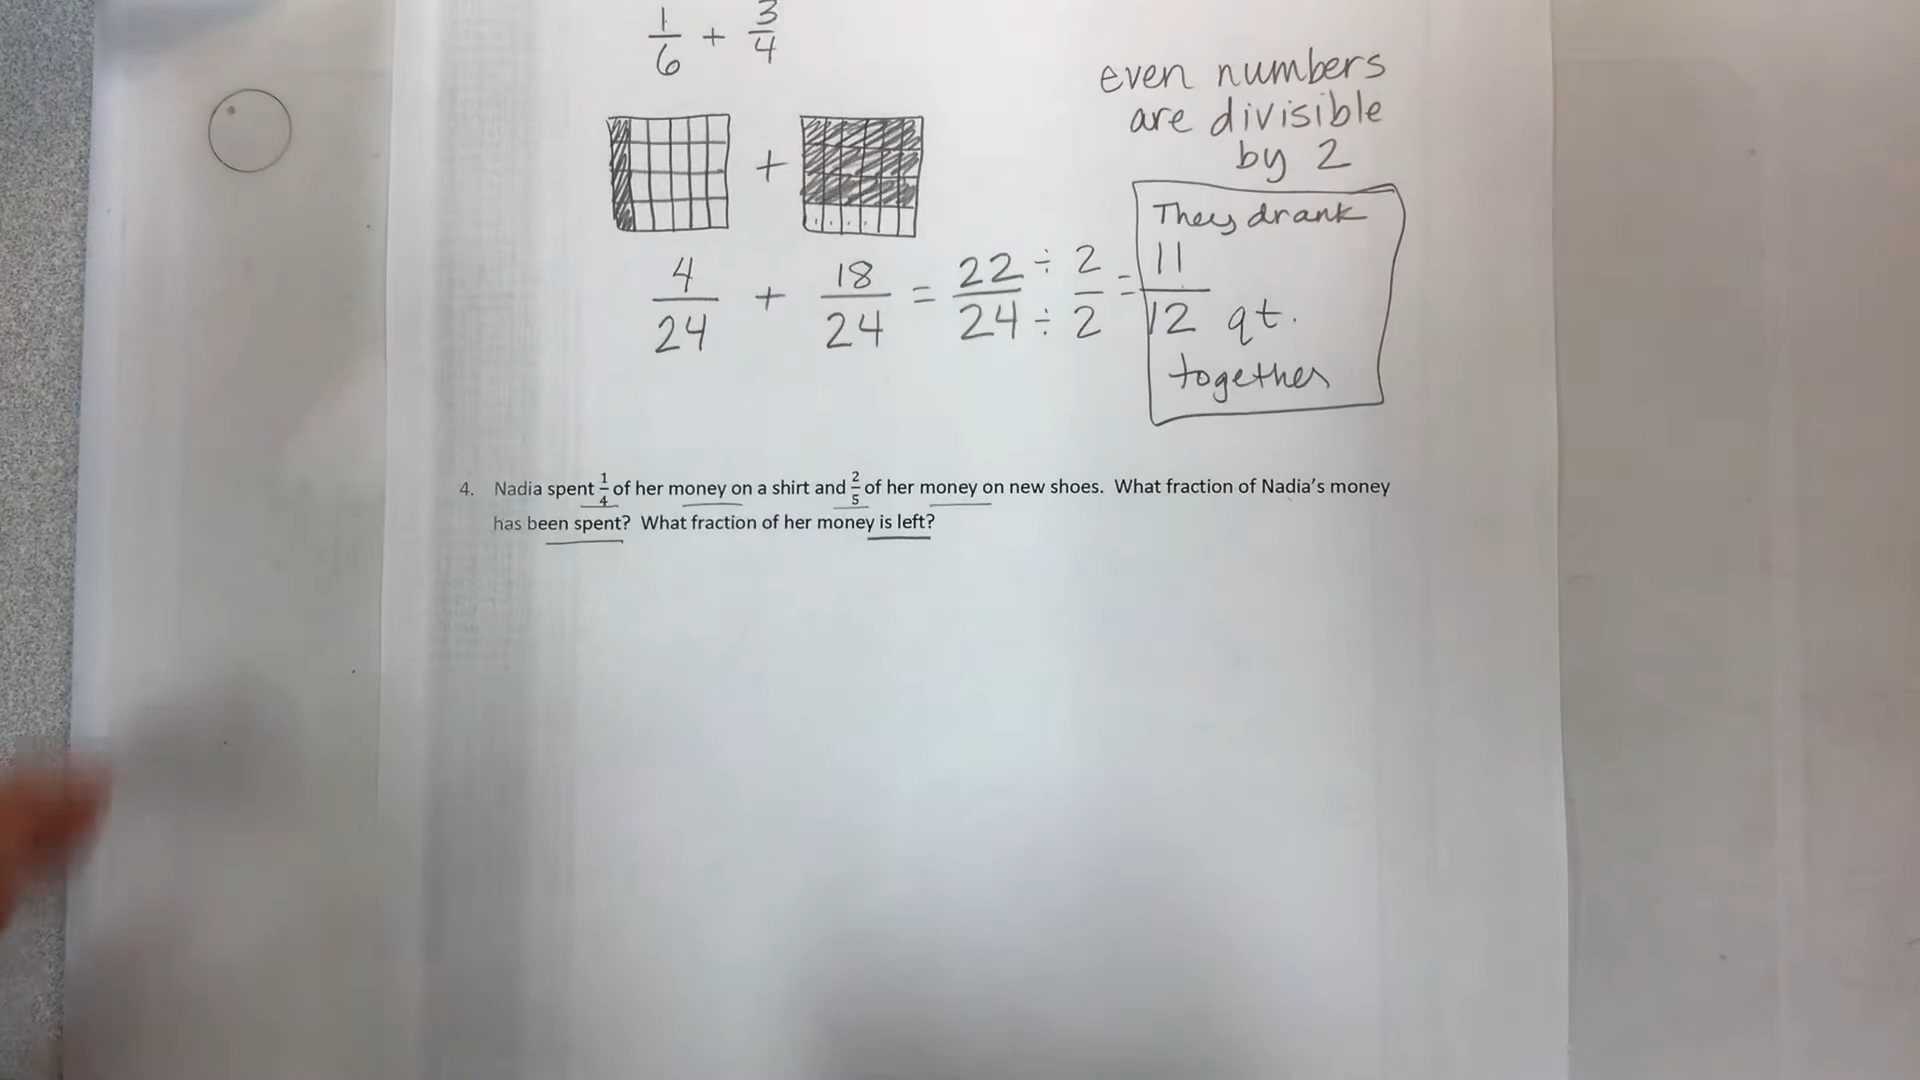 1/6 + 3/4
even numbers
are divisible
by 2
+
They drank
4/24 + 18/24 = 22/24 ÷ 2/÷ 2 = 11/12 qt.
together
4. Nadia spent 1/4 of her money on a shirt and 2/5 of her money on new shoes. What fraction of Nadia's money
has been spent? What fraction of her money is left?